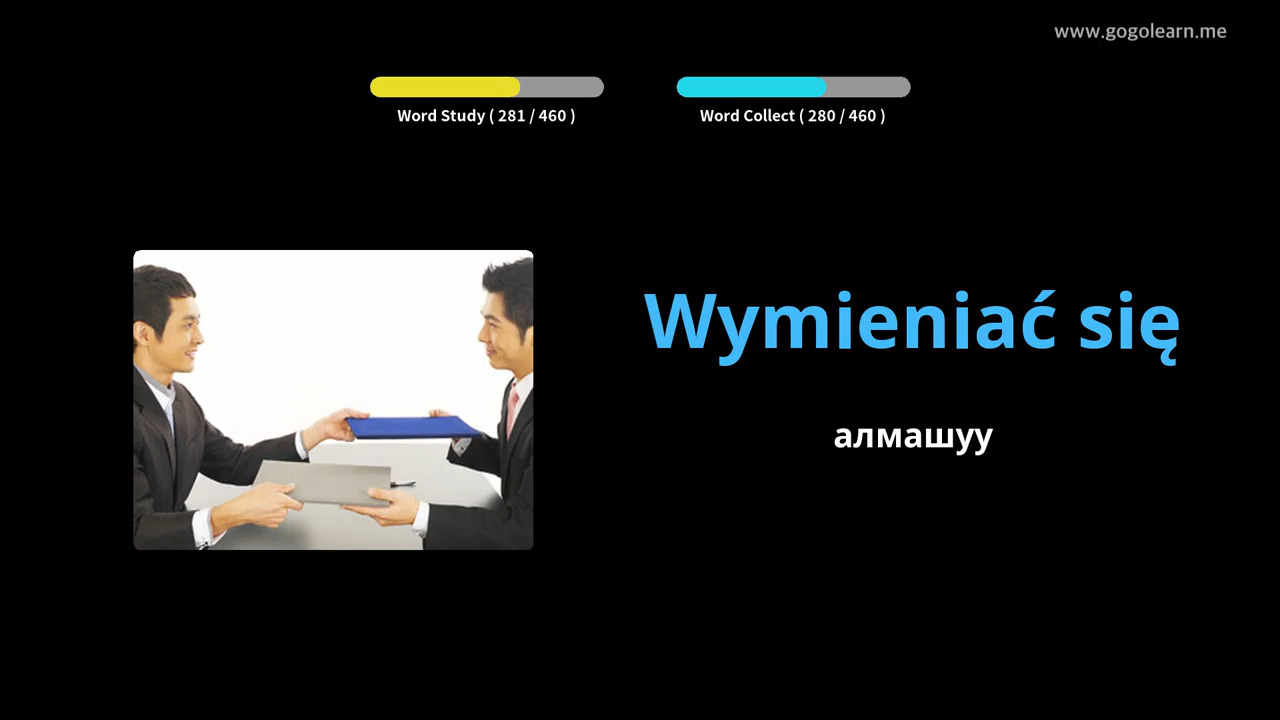 www.gogolearn.me
Word Study ( 281 / 460 )
Word Collect ( 280 / 460 )
Wymieniać się
алмашуу